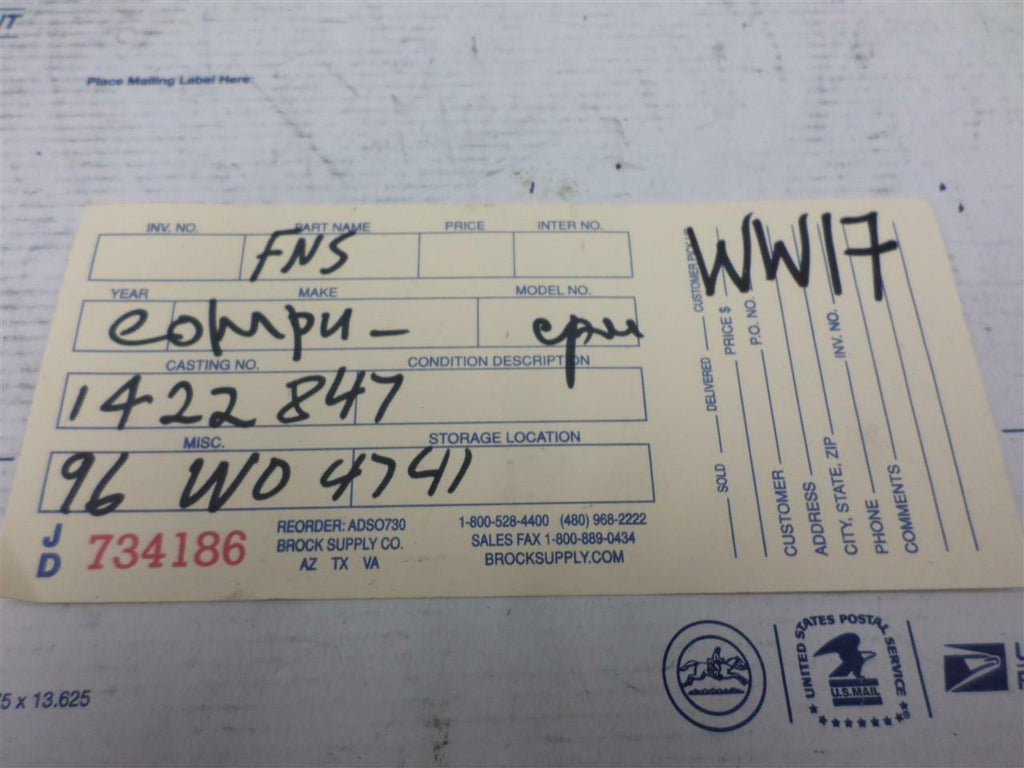 Place Mailing Label Here:
INV. NO. PART NAME PRICE INTER NO.
FNS
YEAR MAKE MODEL NO.
compu - cpu
CASTING NO. CONDITION DESCRIPTION
1422847
MISC. STORAGE LOCATION
96 WO 4741
JD 734186
REORDER: ADSO730
BROCK SUPPLY CO.
AZ TX VA
1-800-528-4400 (480) 968-2222
SALES FAX 1-800-889-0434
BROCKSUPPLY.COM
WW17
SOLD DELIVERED CUSTOMER PICK
PRICE $
P.O. NO.
CUSTOMER
ADDRESS INV. NO.
CITY, STATE, ZIP
PHONE
COMMENTS
UNITED STATES POSTAL SERVICE
U.S.MAIL
5 x 13.625